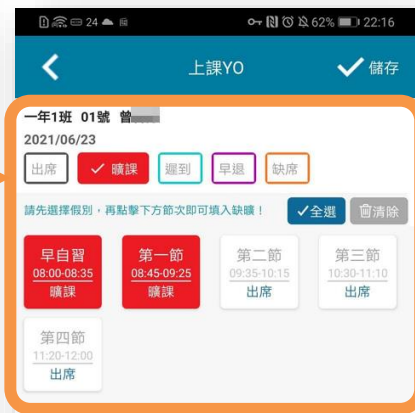 24
62% 22:16
上課YO
儲存
一年1班 01號 曾
2021/06/23
出席 曠課 遲到 早退 缺席
請先選擇假別，再點擊下方節次即可填入缺曠！ 全選 清除
早自習 第一節 第二節 第三節
08:00-08:35 08:45-09:25 09:35-10:15 10:30-11:10
曠課 曠課 出席 出席
第四節
11:20-12:00
出席